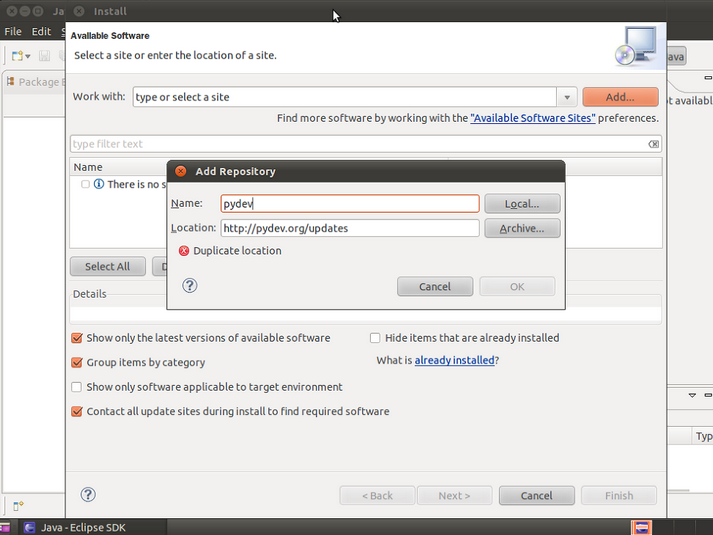 Ja Install
File Edit
Available Software
Select a site or enter the location of a site.
Java
Package E
Work with: type or select a site Add...
t availabl
Find more software by working with the "Available Software Sites" preferences.
type filter text
Name
There is no s
Add Repository
Name: pydev Local...
Location: http://pydev.org/updates Archive...
Duplicate location
Select All D
Cancel OK
Details
Show only the latest versions of available software Hide items that are already installed
Group items by category What is already installed?
Show only software applicable to target environment
Contact all update sites during install to find required software
Typ
< Back Next > Cancel Finish
Java - Eclipse SDK